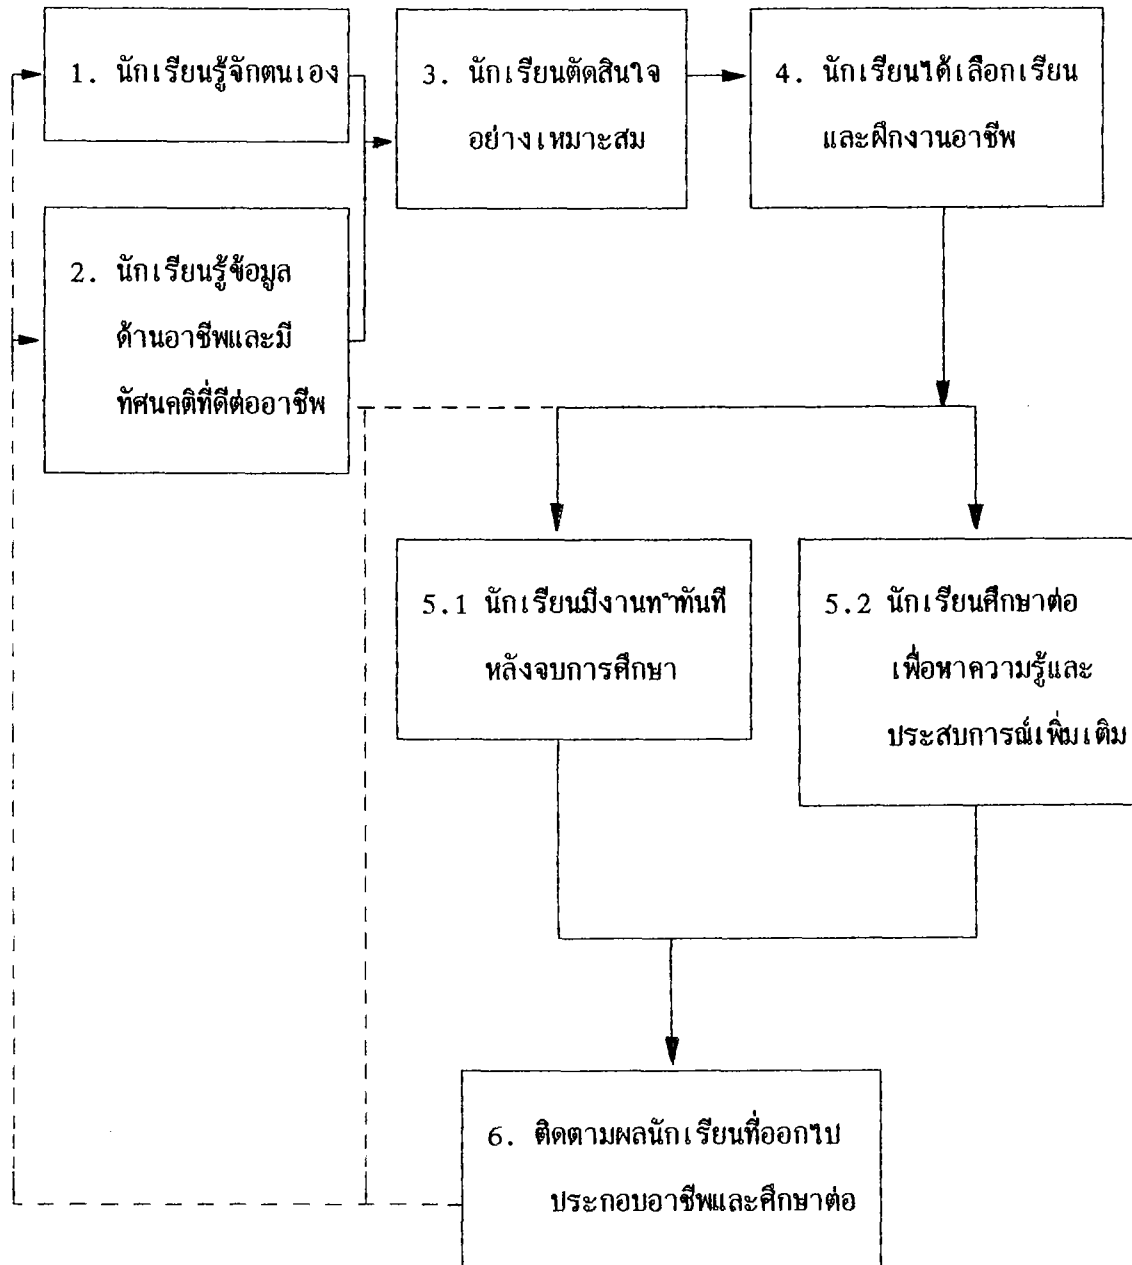 1. นักเรียนรู้จักตนเอง
2. นักเรียนรู้ข้อมูล
ด้านอาชีพและมี
ทัศนคติที่ดีต่ออาชีพ
3. นักเรียนตัดสินใจ
อย่างเหมาะสม
4. นักเรียนได้เลือกเรียน
และฝึกงานอาชีพ
5.1 นักเรียนมีงานทำทันที
หลังจบการศึกษา
5.2 นักเรียนศึกษาต่อ
เพื่อหาความรู้และ
ประสบการณ์เพิ่มเติม
6. ติดตามผลนักเรียนที่ออกไป
ประกอบอาชีพและศึกษาต่อ